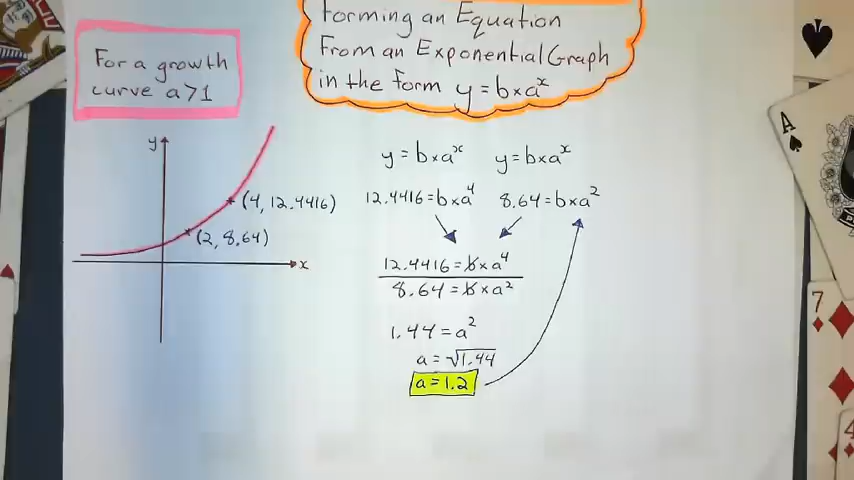 Forming an Equation
From an Exponential Graph
in the form y = b×a^x
For a growth
curve a > 1
y
(4, 12.4416)
(2, 8.64)
x
y = b×a^x
y = b×a^x
12.4416 = b×a^4
8.64 = b×a^2
12.4416 = b×a^4
8.64 = b×a^2
1.44 = a^2
a = √1.44
a = 1.2
A
7
4